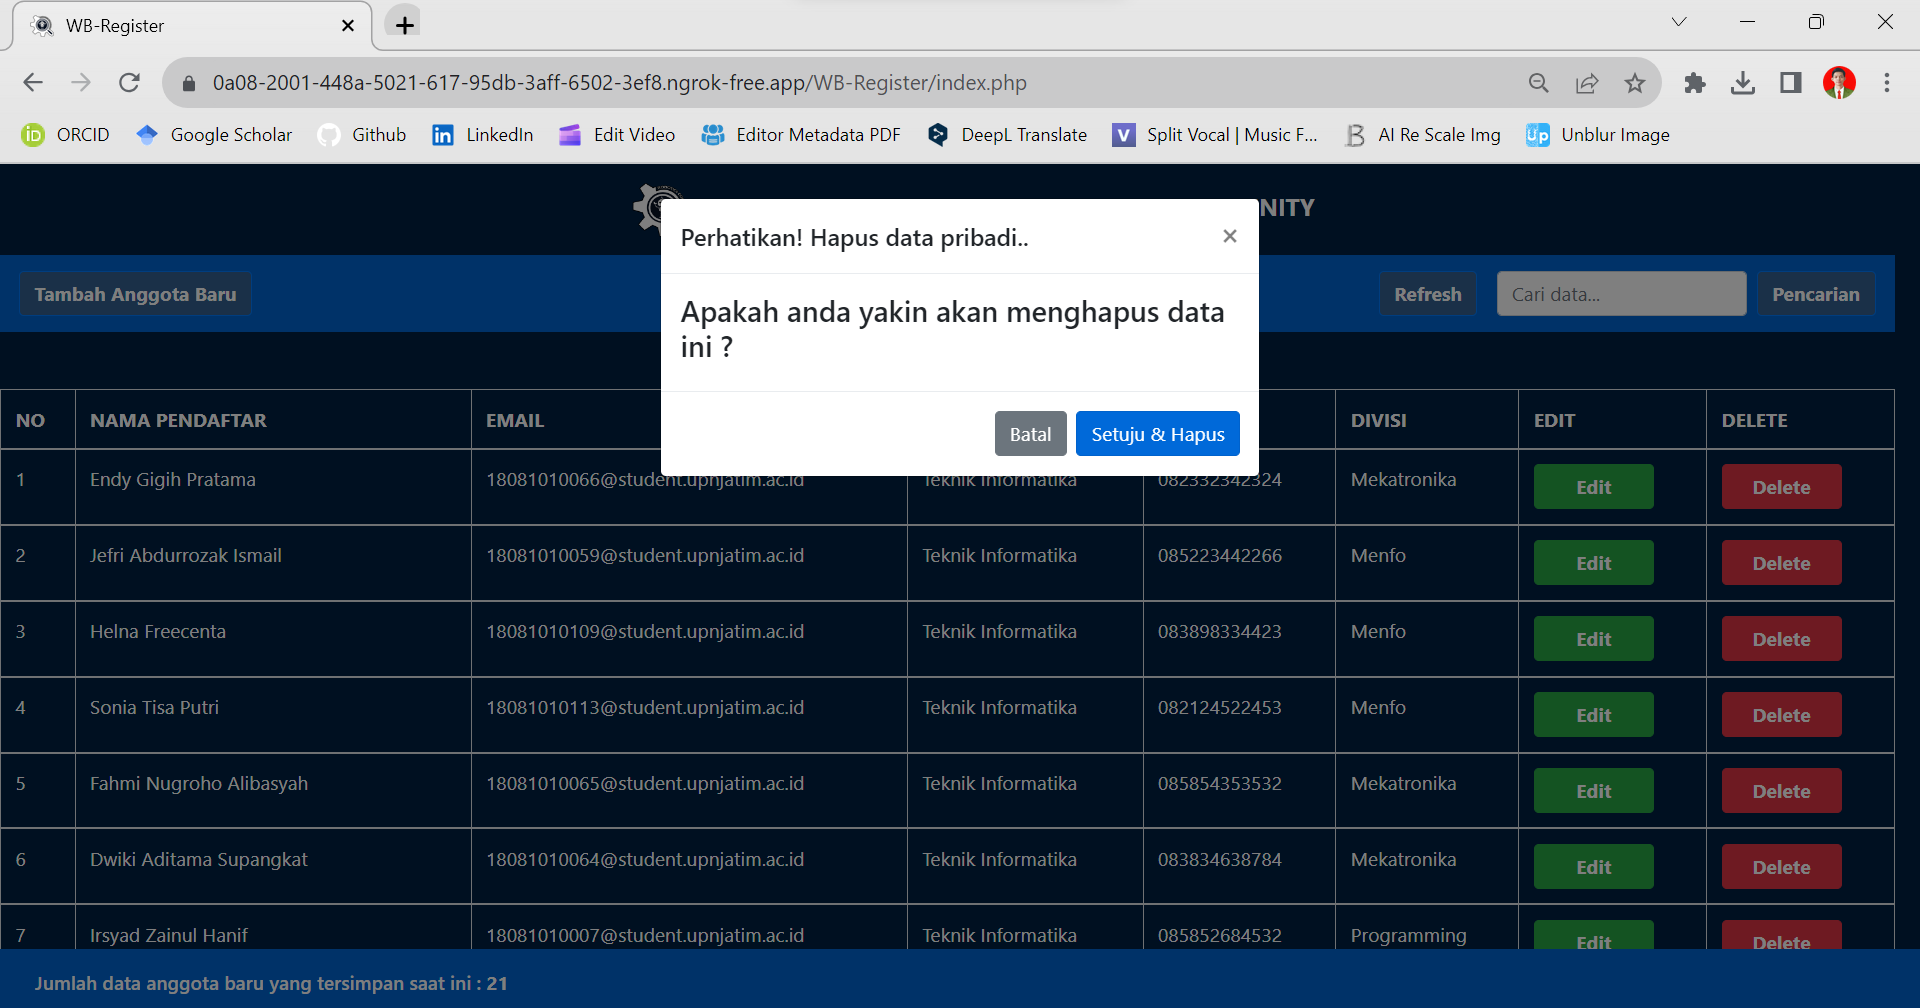 WB-Register
0a08-2001-448a-5021-617-95db-3aff-6502-3ef8.ngrok-free.app/WB-Register/index.php
ORCID Google Scholar Github LinkedIn Edit Video Editor Metadata PDF DeepL Translate Split Vocal | Music F... AI Re Scale Img Unblur Image
NITY
Perhatikan! Hapus data pribadi.. ×
Tambah Anggota Baru Refresh Cari data... Pencarian
Apakah anda yakin akan menghapus data
ini ?
Batal Setuju & Hapus
NO NAMA PENDAFTAR EMAIL DIVISI EDIT DELETE
1 Endy Gigih Pratama 18081010066@student.upnjatim.ac.id Teknik Informatika 082332342324 Mekatronika Edit Delete
2 Jefri Abdurrozak Ismail 18081010059@student.upnjatim.ac.id Teknik Informatika 085223442266 Menfo Edit Delete
3 Helna Freecenta 18081010109@student.upnjatim.ac.id Teknik Informatika 083898334423 Menfo Edit Delete
4 Sonia Tisa Putri 18081010113@student.upnjatim.ac.id Teknik Informatika 082124522453 Menfo Edit Delete
5 Fahmi Nugroho Alibasyah 18081010065@student.upnjatim.ac.id Teknik Informatika 085854353532 Mekatronika Edit Delete
6 Dwiki Aditama Supangkat 18081010064@student.upnjatim.ac.id Teknik Informatika 083834638784 Mekatronika Edit Delete
7 Irsyad Zainul Hanif 18081010007@student.upnjatim.ac.id Teknik Informatika 085852684532 Programming Edit Delete
Jumlah data anggota baru yang tersimpan saat ini : 21